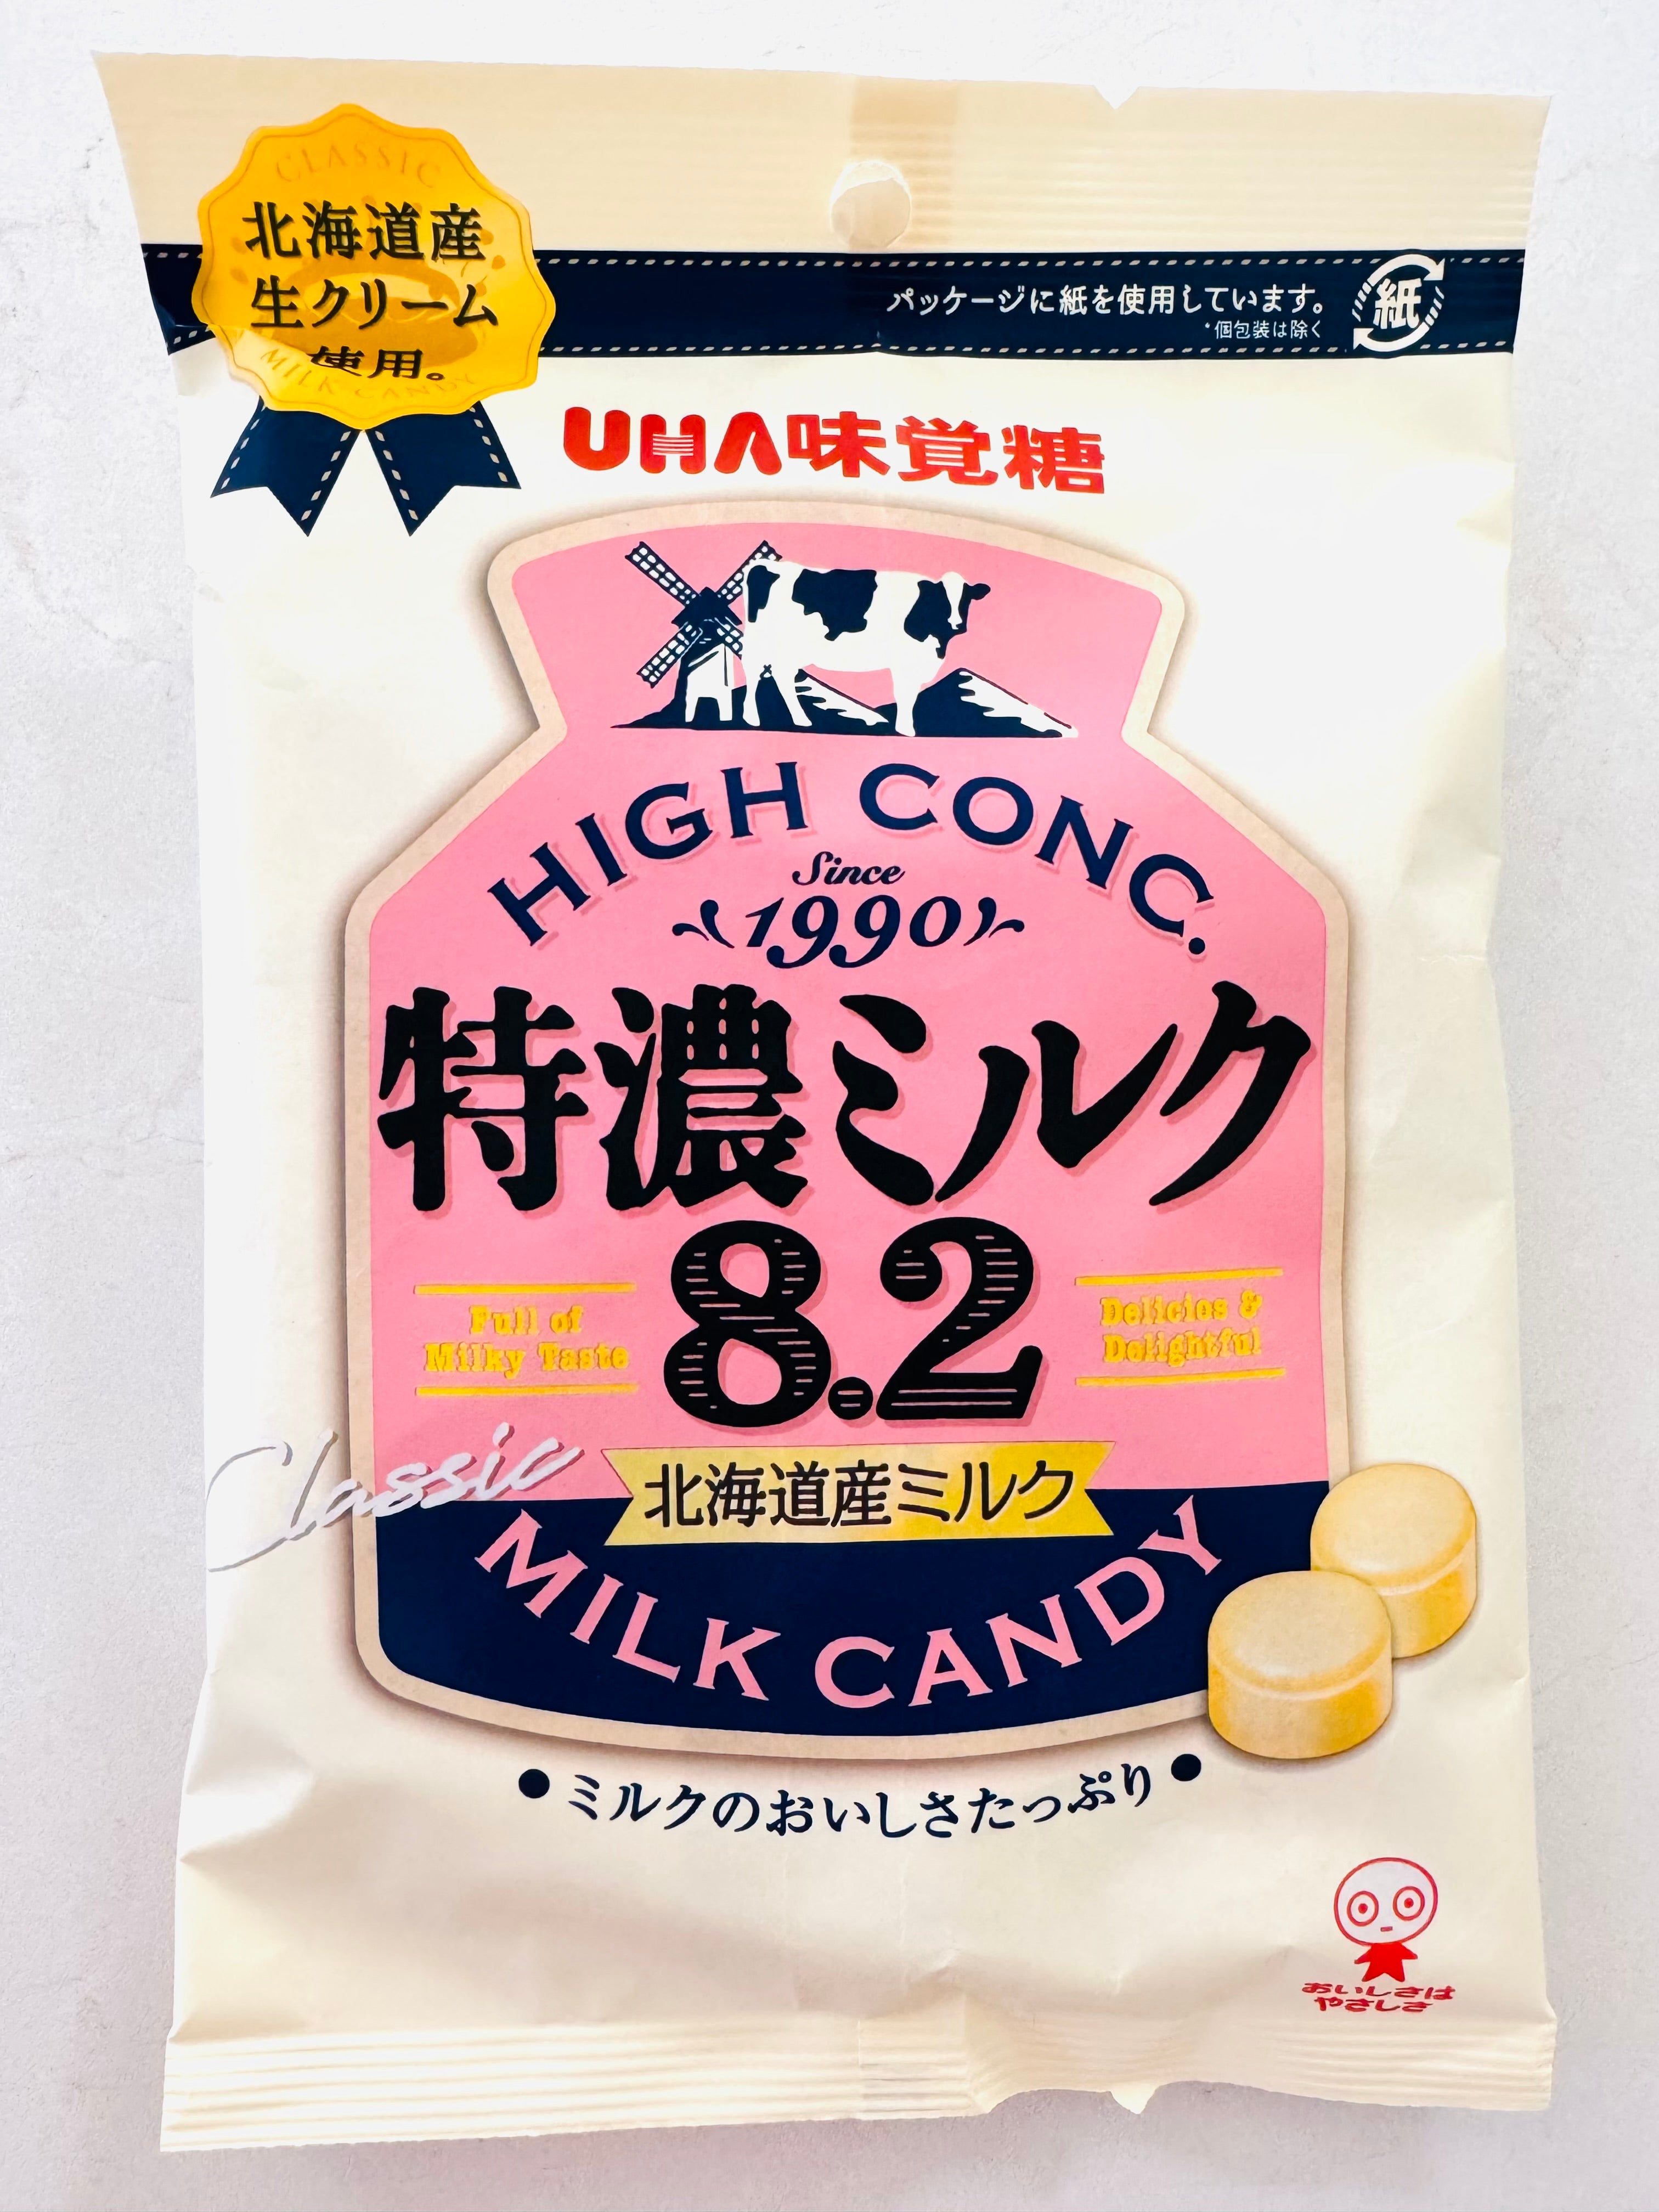 CLASSIC
北海道産
生クリーム
使用。
MILK CANDY
パッケージに紙を使用しています。
*個包装は除く
紙
UHA味覚糖
HIGH CONC.
Since
1990
特濃ミルク
8.2
Full of
Milky Taste
Delicies &
Delightful
Classic
北海道産ミルク
MILK CANDY
●ミルクのおいしさたっぷり●
おいしさは
やさしさ